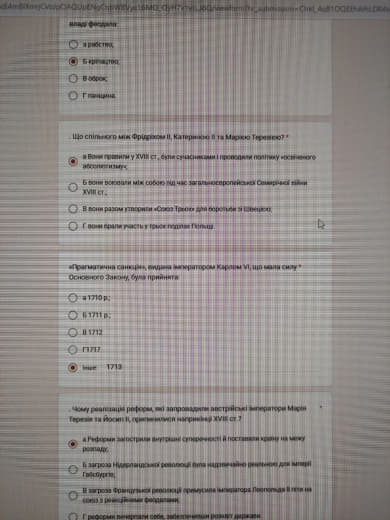 владі феодала:
а рабство;
Б кріпацтво;
В оброк;
Г панщина.
. Що спільного між Фрідріхом ІІ, Катериною ІІ та Марією Терезією? *
а Вони правили у XVIII ст., були сучасниками і проводили політику «освіченого
абсолютизму»;
Б вони воювали між собою під час загальноєвропейської Семирічної війни
XVIII ст.;
В вони разом утворили «Союз Трьох» для боротьби зі Швецією;
Г вони брали участь у трьох поділах Польщі.
«Прагматична санкція», видана імператором Карлом VI, що мала силу *
Основного Закону, була прийнята:
а 1710 р.;
Б 1711 р.;
В 1712
Г1717
Інше: 1713
. Чому реалізація реформ, які запровадили австрійські імператори Марія *
Терезія та Йосип ІІ, припинилися наприкінці XVIII ст.?
а Реформи загострили внутрішні суперечності й поставили країну на межу
розпаду;
Б загроза Нідерландської революції була надзвичайно реальною для імперії
Габсбургів;
В загроза Французької революції примусила імператора Леопольда ІІ піти на
союз з реакційними феодалами;
Г реформи вичерпали себе, забезпечивши розквіт держави.